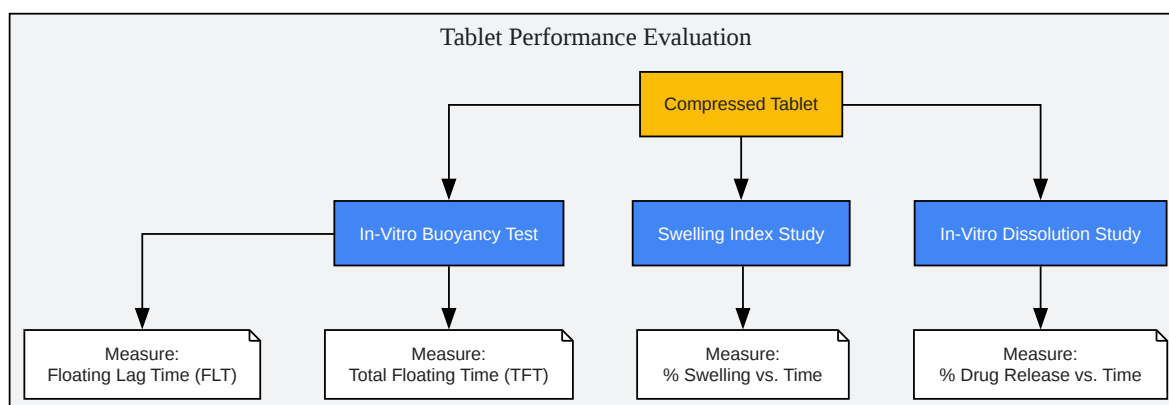 Tablet Performance Evaluation
Compressed Tablet
In-Vitro Buoyancy Test
Swelling Index Study
In-Vitro Dissolution Study
Measure:
Floating Lag Time (FLT)
Measure:
Total Floating Time (TFT)
Measure:
% Swelling vs. Time
Measure:
% Drug Release vs. Time